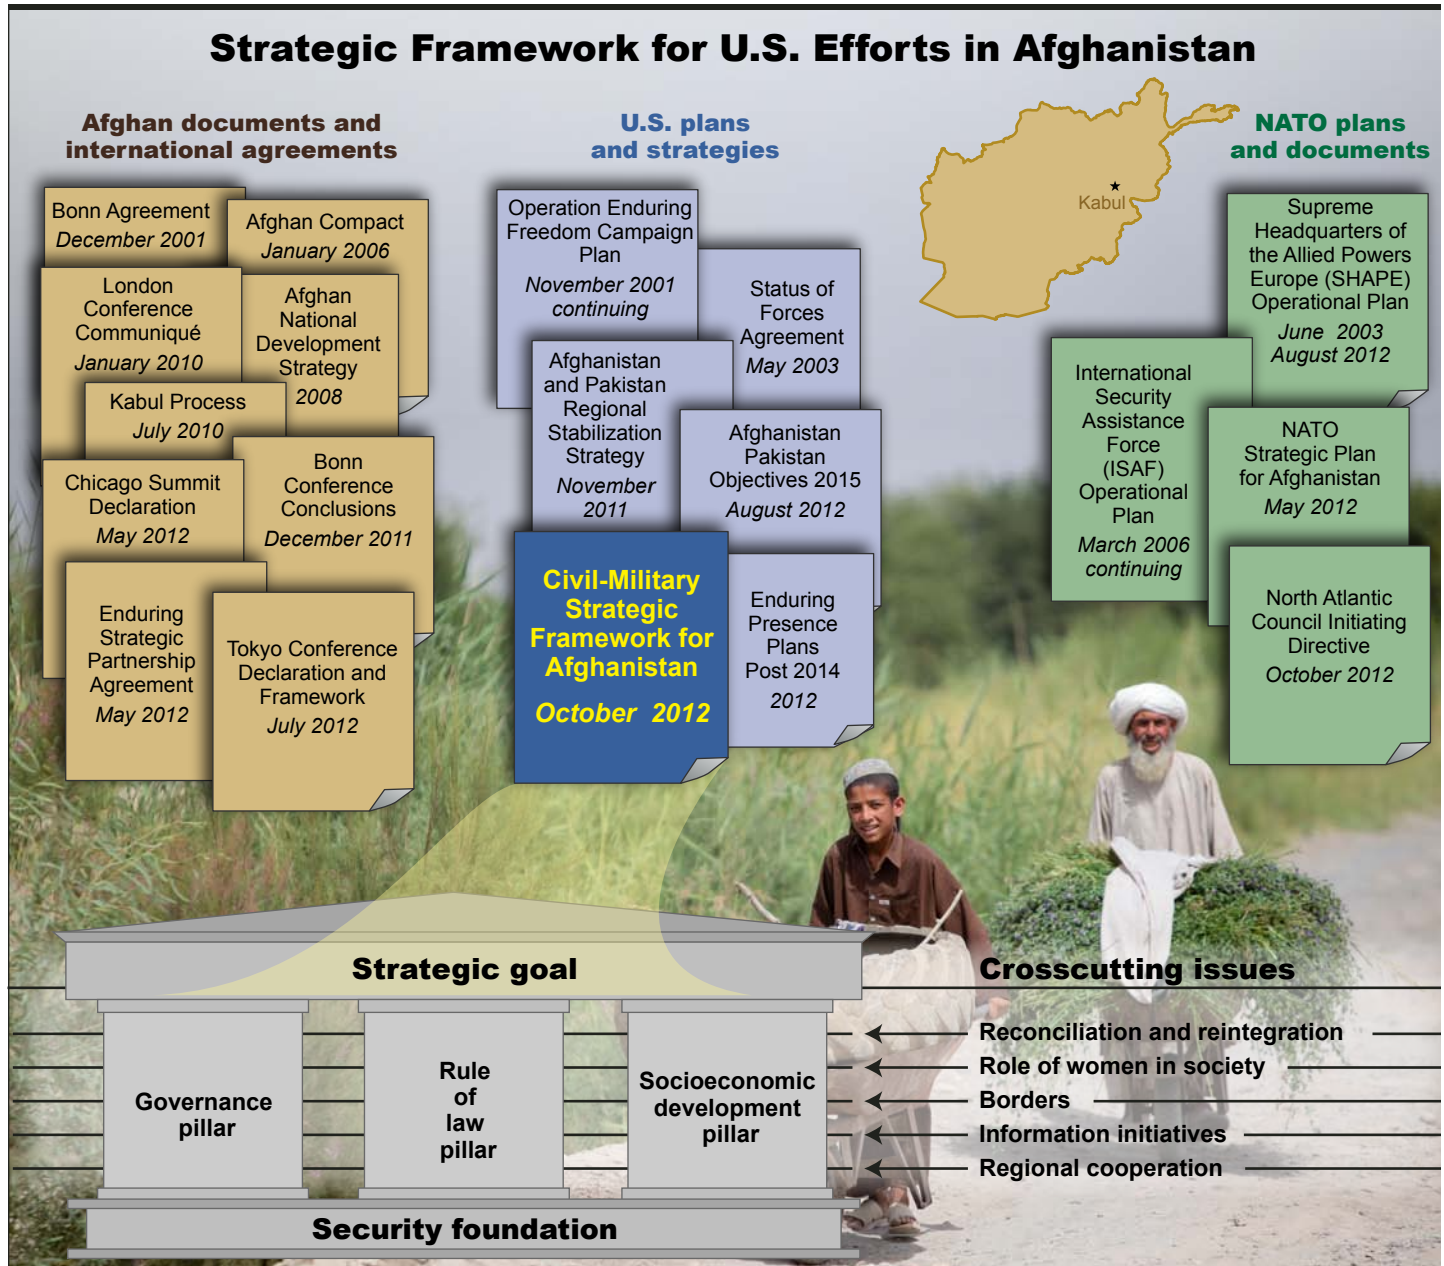 Strategic Framework for U.S. Efforts in Afghanistan
Afghan documents and
international agreements
Bonn Agreement
December 2001
Afghan Compact
January 2006
London
Conference
Communiqué
January 2010
Afghan
National
Development
Strategy
2008
Kabul Process
July 2010
Bonn
Conference
Conclusions
December 2011
Chicago Summit
Declaration
May 2012
Enduring
Strategic
Partnership
Agreement
May 2012
Tokyo Conference
Declaration and
Framework
July 2012
U.S. plans
and strategies
Operation Enduring
Freedom Campaign
Plan
November 2001
continuing
Status of
Forces
Agreement
May 2003
Afghanistan
and Pakistan
Regional
Stabilization
Strategy
November
2011
Afghanistan
Pakistan
Objectives 2015
August 2012
Civil-Military
Strategic
Framework for
Afghanistan
October 2012
Enduring
Presence
Plans
Post 2014
2012
Kabul
NATO plans
and documents
Supreme
Headquarters of
the Allied Powers
Europe (SHAPE)
Operational Plan
June 2003
August 2012
International
Security
Assistance
Force
(ISAF)
Operational
Plan
March 2006
continuing
NATO
Strategic Plan
for Afghanistan
May 2012
North Atlantic
Council Initiating
Directive
October 2012
Strategic goal
Governance
pillar
Rule
of
law
pillar
Socioeconomic
development
pillar
Security foundation
Crosscutting issues
Reconciliation and reintegration
Role of women in society
Borders
Information initiatives
Regional cooperation